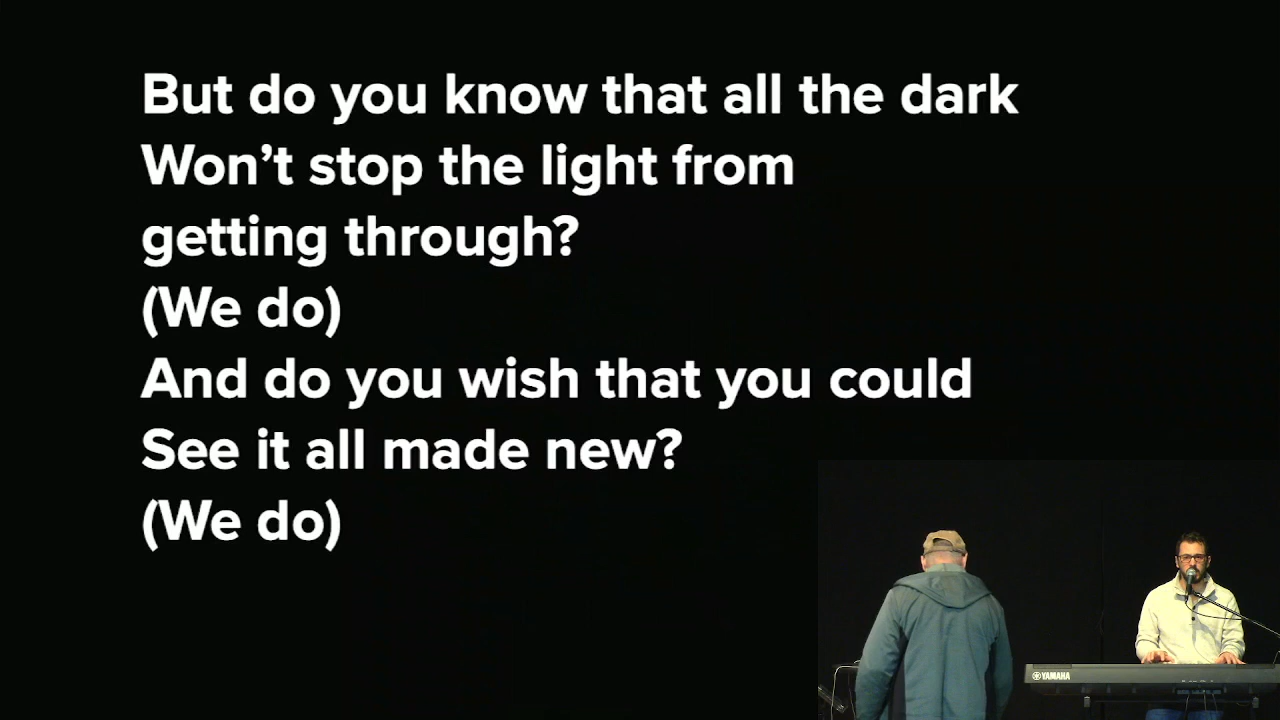 But do you know that all the dark
Won’t stop the light from
getting through?
(We do)
And do you wish that you could
See it all made new?
(We do)
YAMAHA